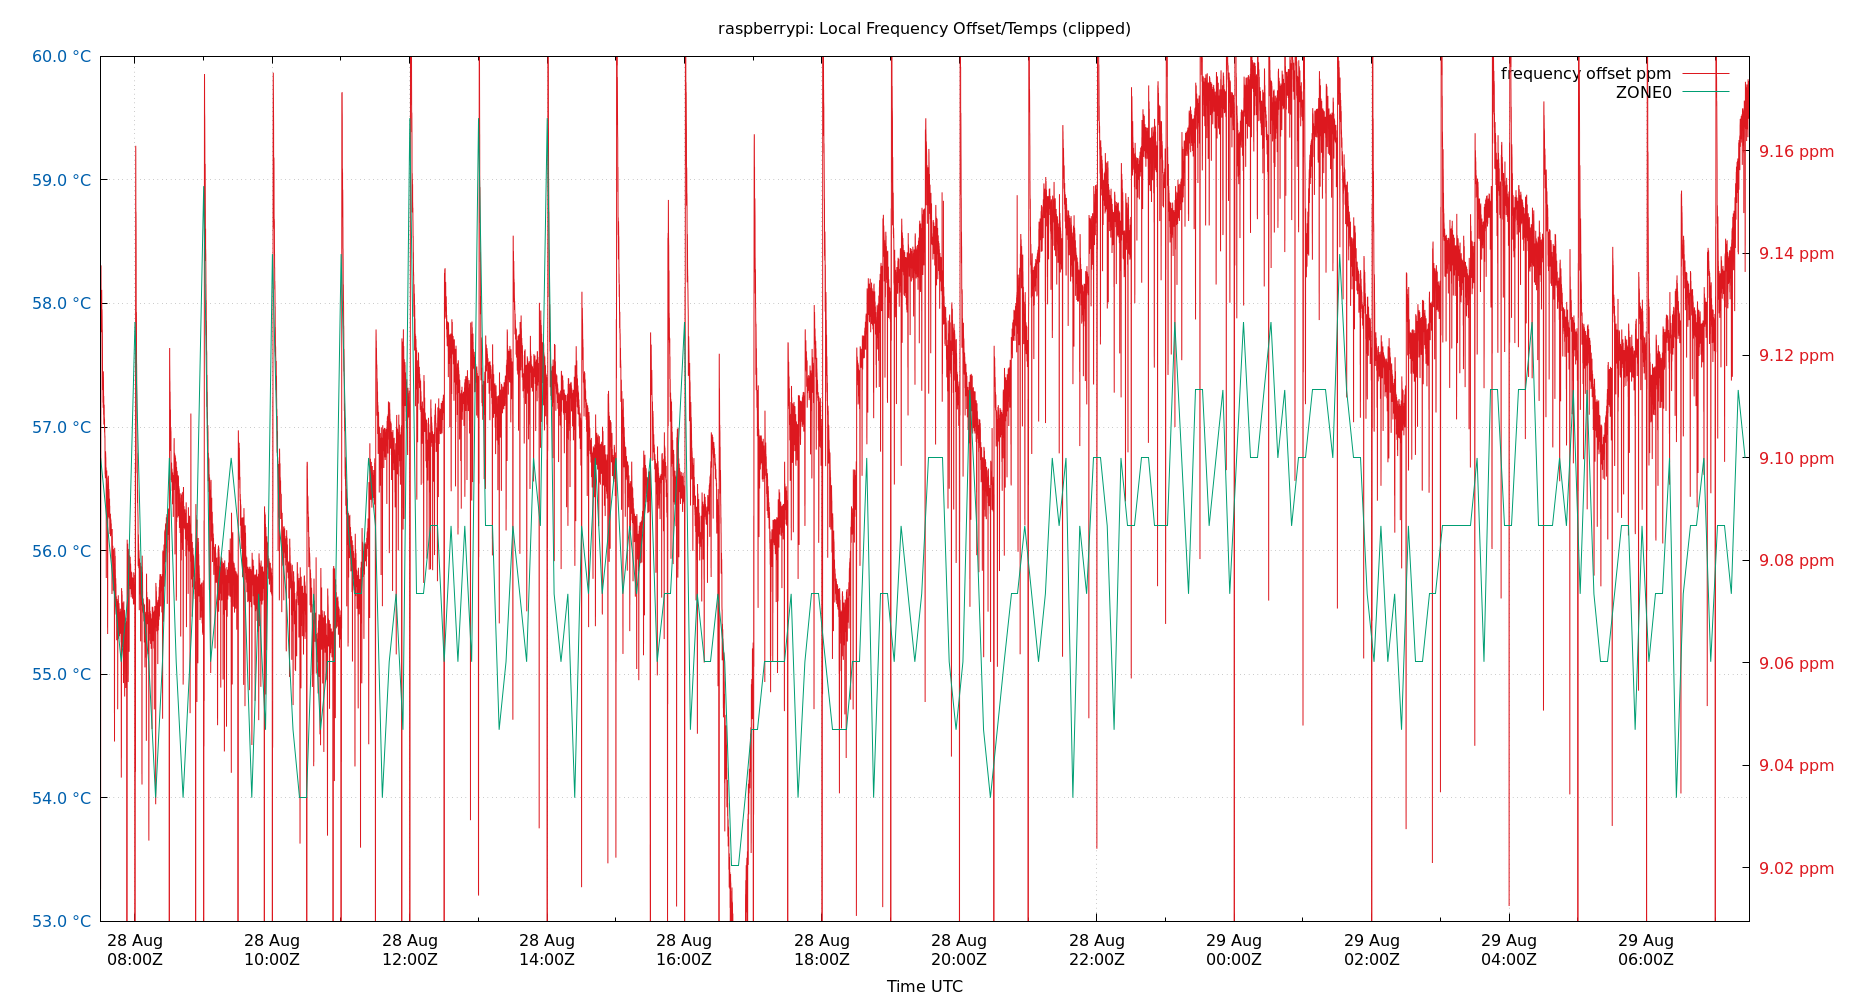 raspberrypi: Local Frequency Offset/Temps (clipped)
60.0 °C
59.0 °C
58.0 °C
57.0 °C
56.0 °C
55.0 °C
54.0 °C
53.0 °C
frequency offset ppm
ZONE0
9.16 ppm
9.14 ppm
9.12 ppm
9.10 ppm
9.08 ppm
9.06 ppm
9.04 ppm
9.02 ppm
28 Aug 28 Aug 28 Aug 28 Aug 28 Aug 28 Aug 28 Aug 28 Aug 29 Aug 29 Aug 29 Aug 29 Aug
08:00Z 10:00Z 12:00Z 14:00Z 16:00Z 18:00Z 20:00Z 22:00Z 00:00Z 02:00Z 04:00Z 06:00Z
Time UTC